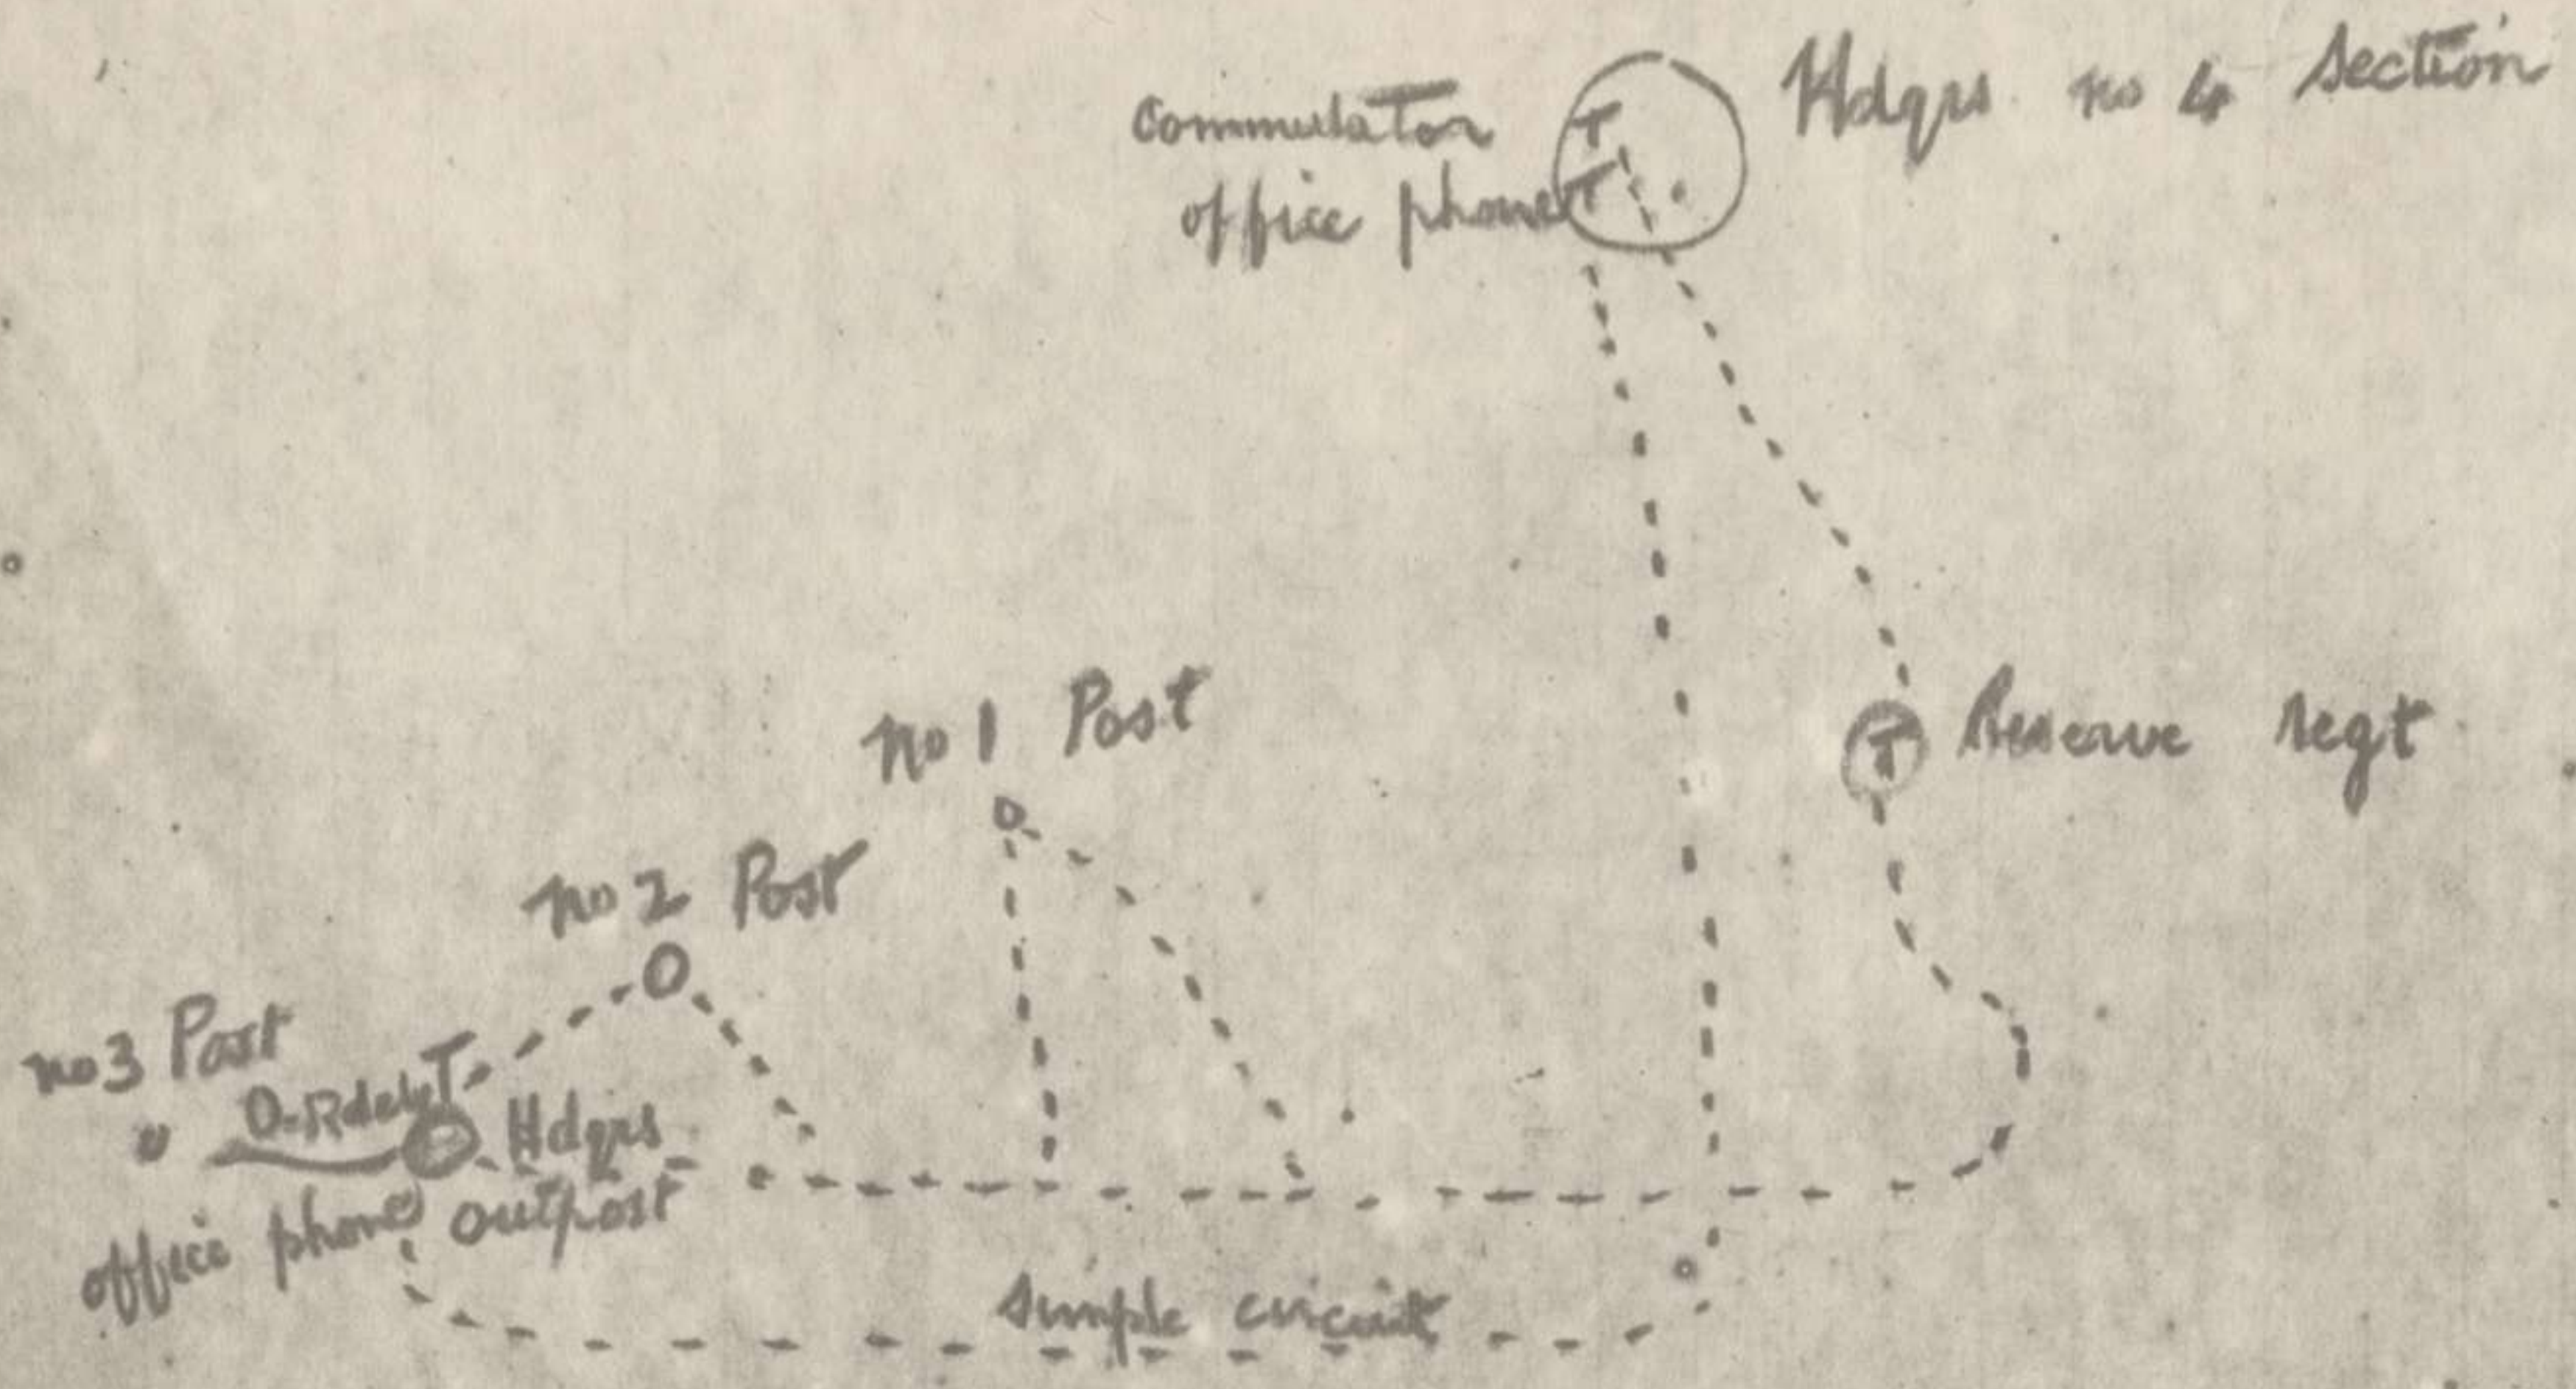 Hdqrs no 4 Section
Commutator
T
office phone T
T Reserve regt
no 1 Post
no 2 Post
no 3 Post
T
Hdqrs
outpost
office phone
simple circuit